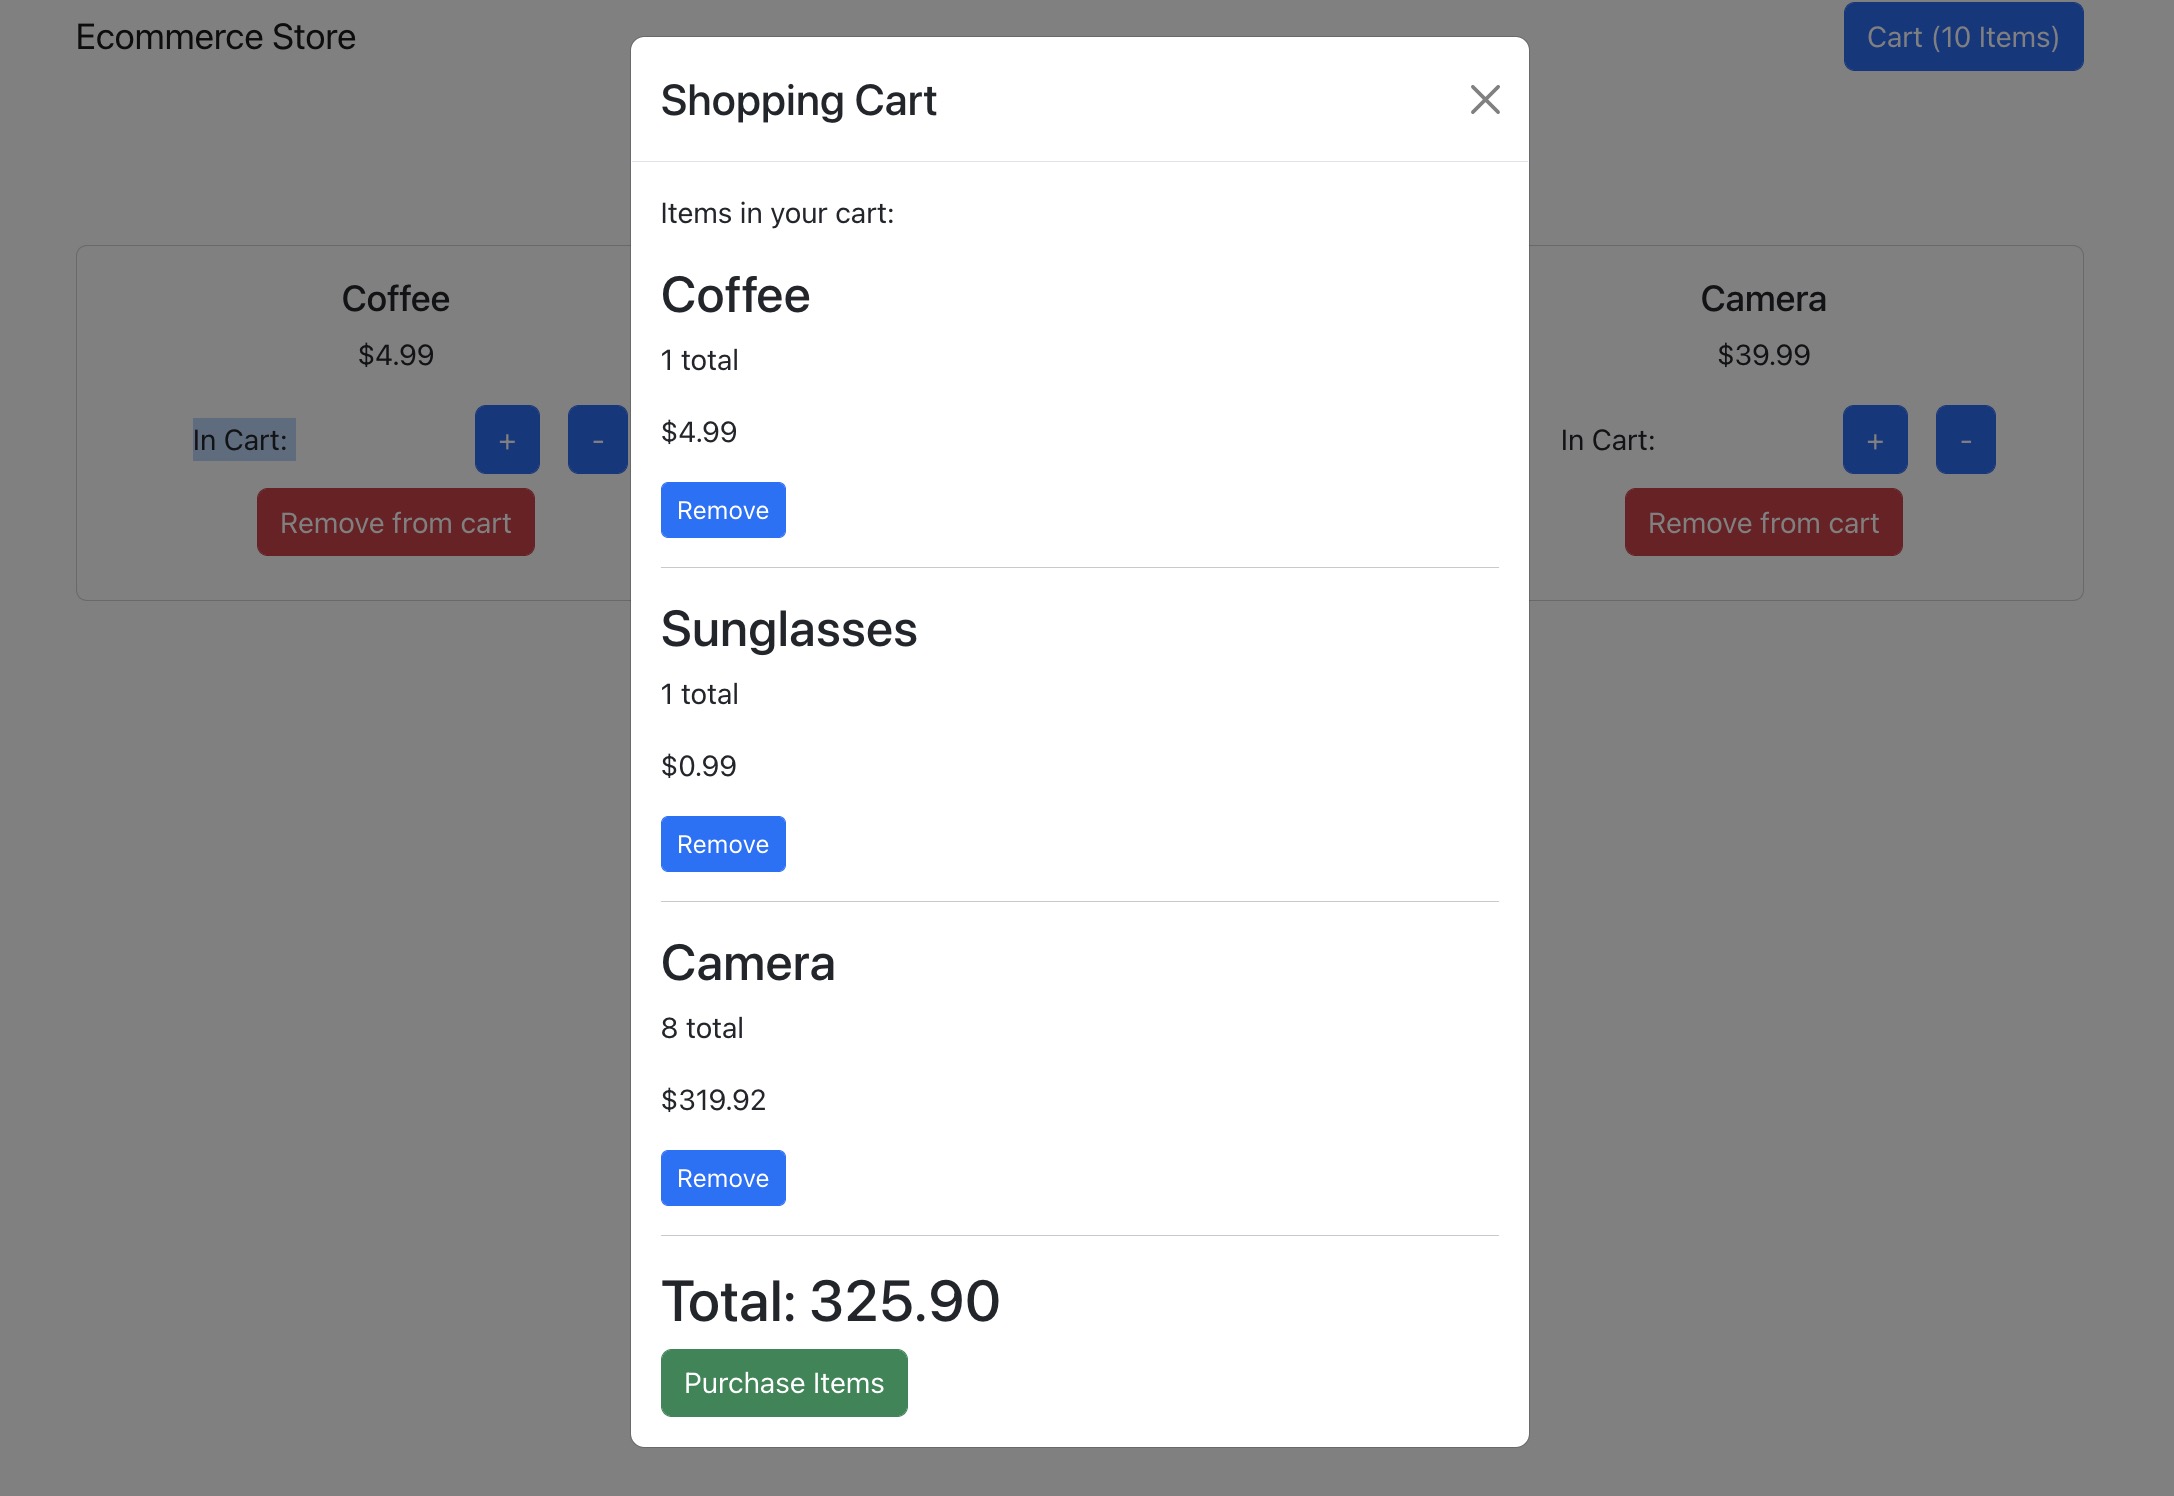 Ecommerce Store
Cart (10 Items)
Shopping Cart
Items in your cart:
Coffee
1 total
$4.99
Remove
Sunglasses
1 total
$0.99
Remove
Camera
8 total
$319.92
Remove
Total: 325.90
Purchase Items
Coffee
$4.99
In Cart:
+
-
Remove from cart
Camera
$39.99
In Cart:
+
-
Remove from cart